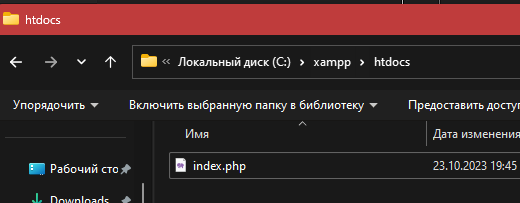 htdocs
Локальный диск (C:) xampp htdocs
Упорядочить Включить выбранную папку в библиотеку Предоставить досту
Имя Дата изменения
Рабочий сто index.php 23.10.2023 19:45
Downloads